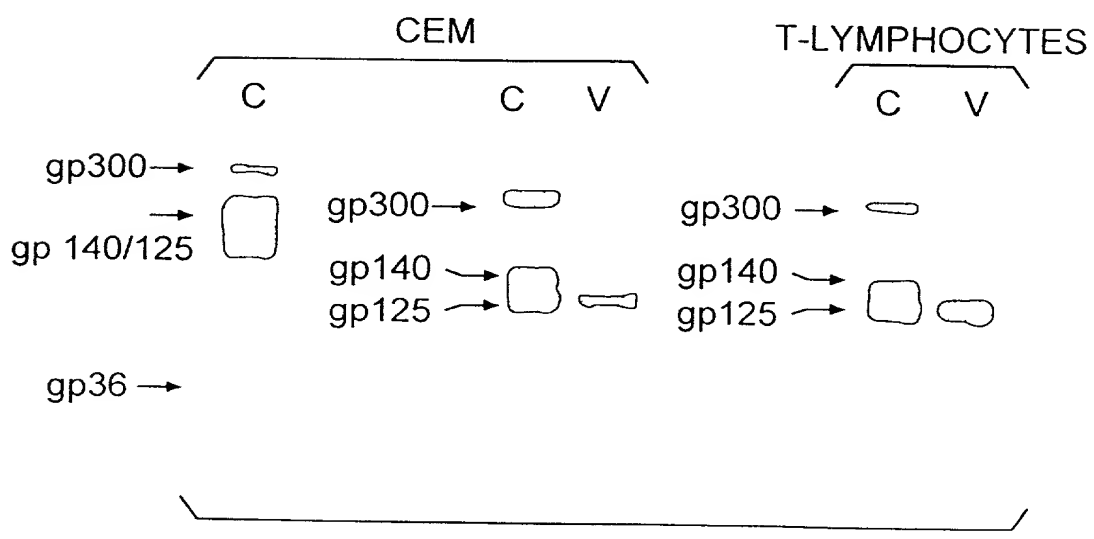 CEM
T-LYMPHOCYTES
C
C V
C V
gp300
gp 140/125
gp36
gp300
gp140
gp125
gp300
gp140
gp125